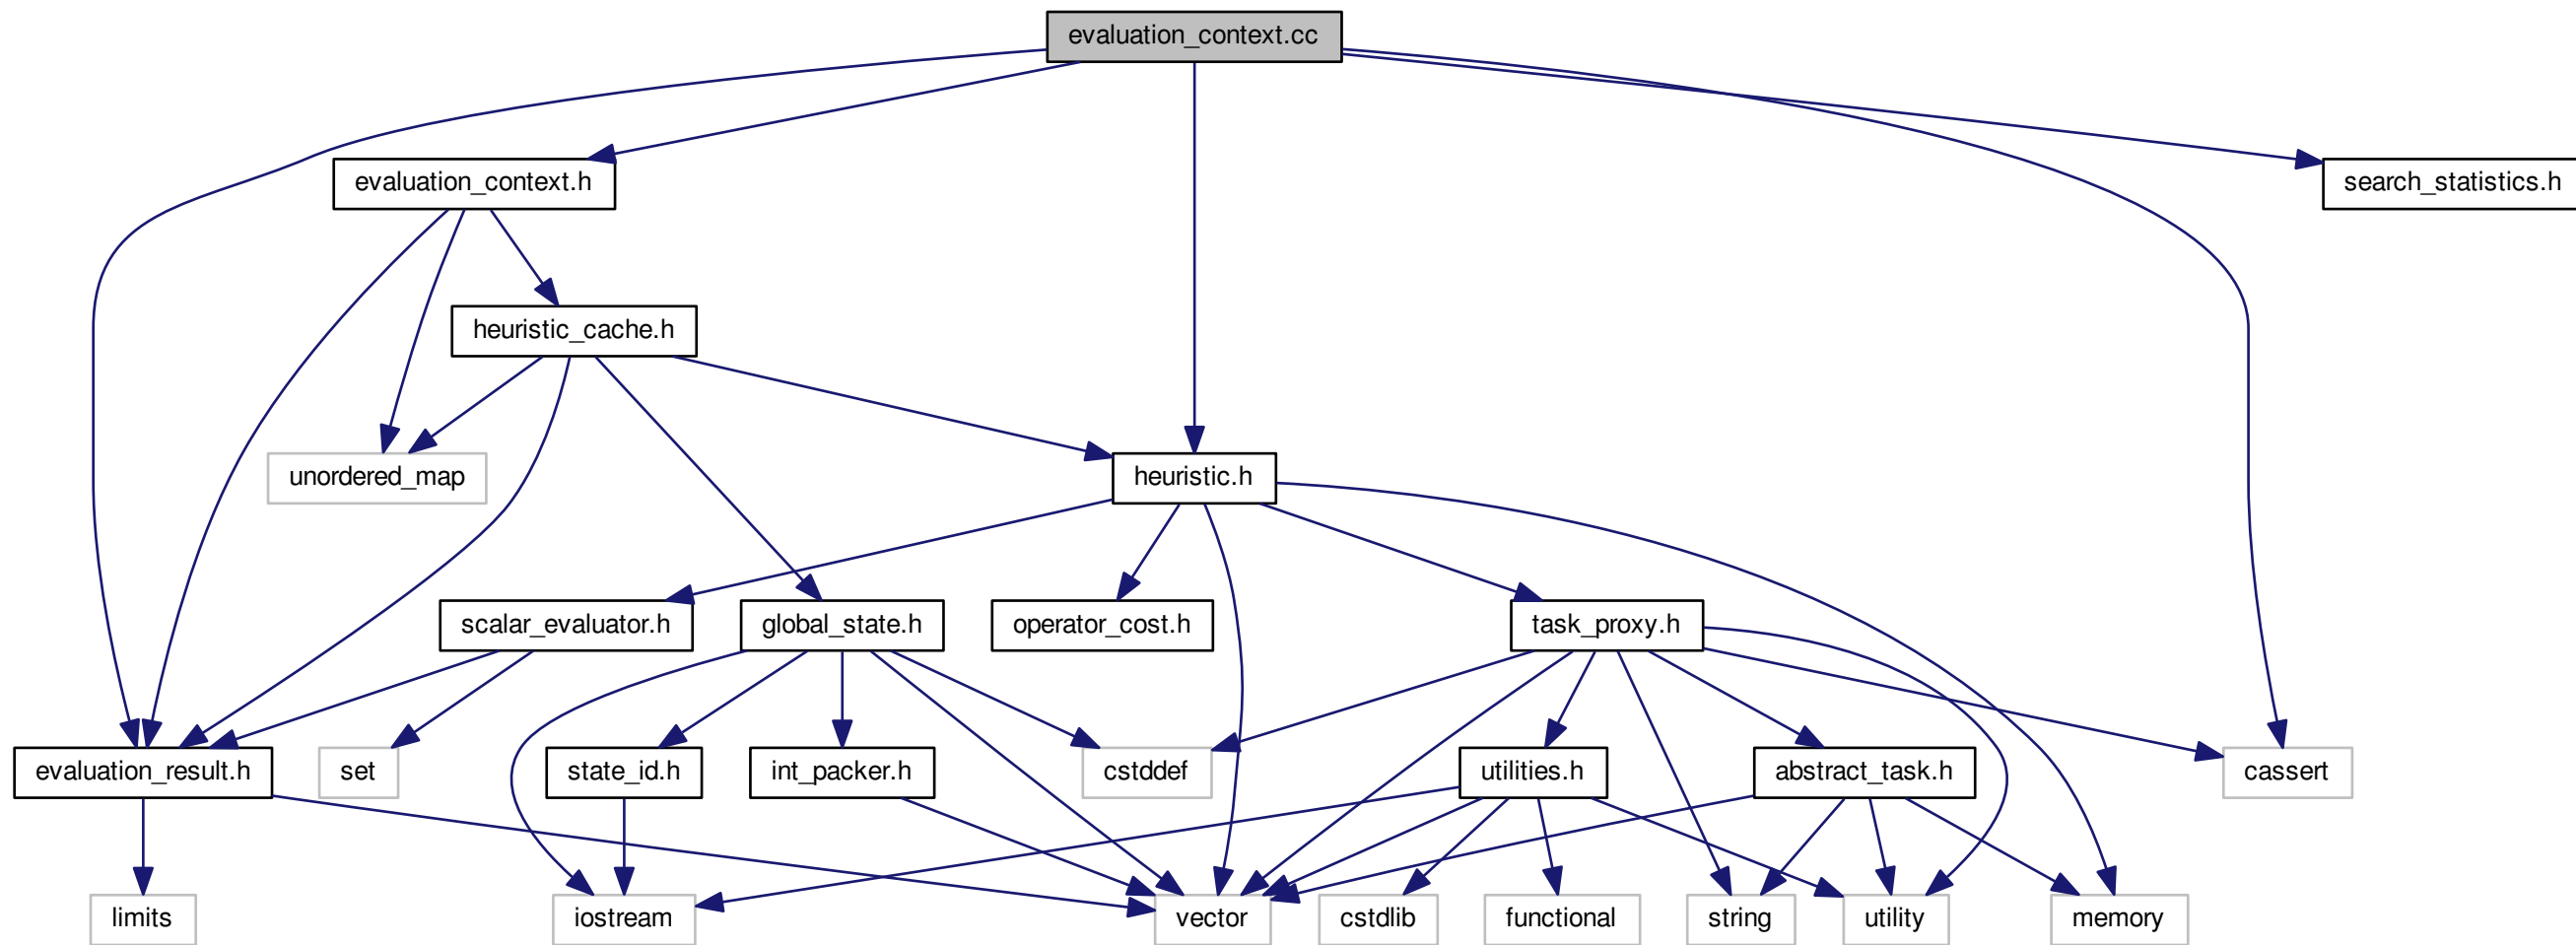 evaluation_context.cc
evaluation_context.h
search_statistics.h
heuristic_cache.h
unordered_map
heuristic.h
scalar_evaluator.h
global_state.h
operator_cost.h
task_proxy.h
evaluation_result.h
set
state_id.h
int_packer.h
cstddef
utilities.h
abstract_task.h
cassert
limits
iostream
vector
cstdlib
functional
string
utility
memory